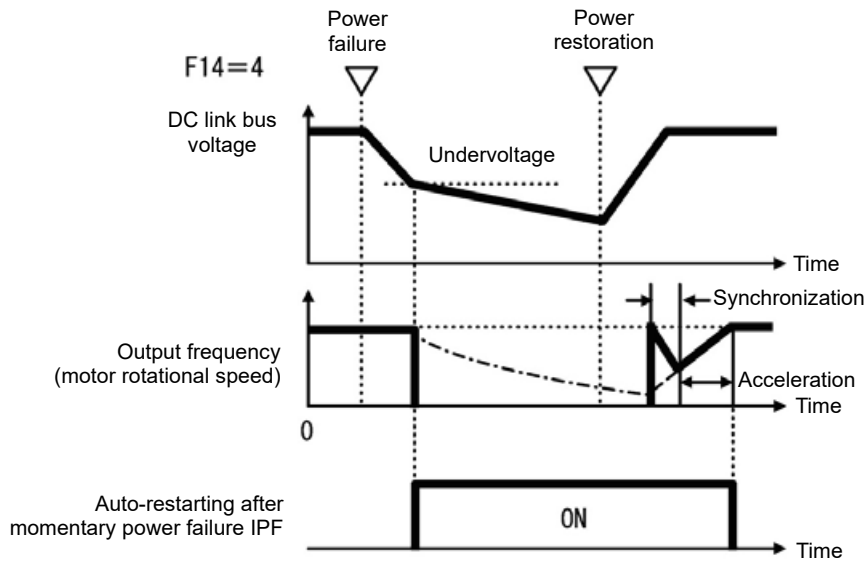 Power
failure
Power
restoration
F14=4
DC link bus
voltage
Undervoltage
Time
Synchronization
Output frequency
(motor rotational speed)
Acceleration
Time
0
Auto-restarting after
momentary power failure IPF
ON
Time